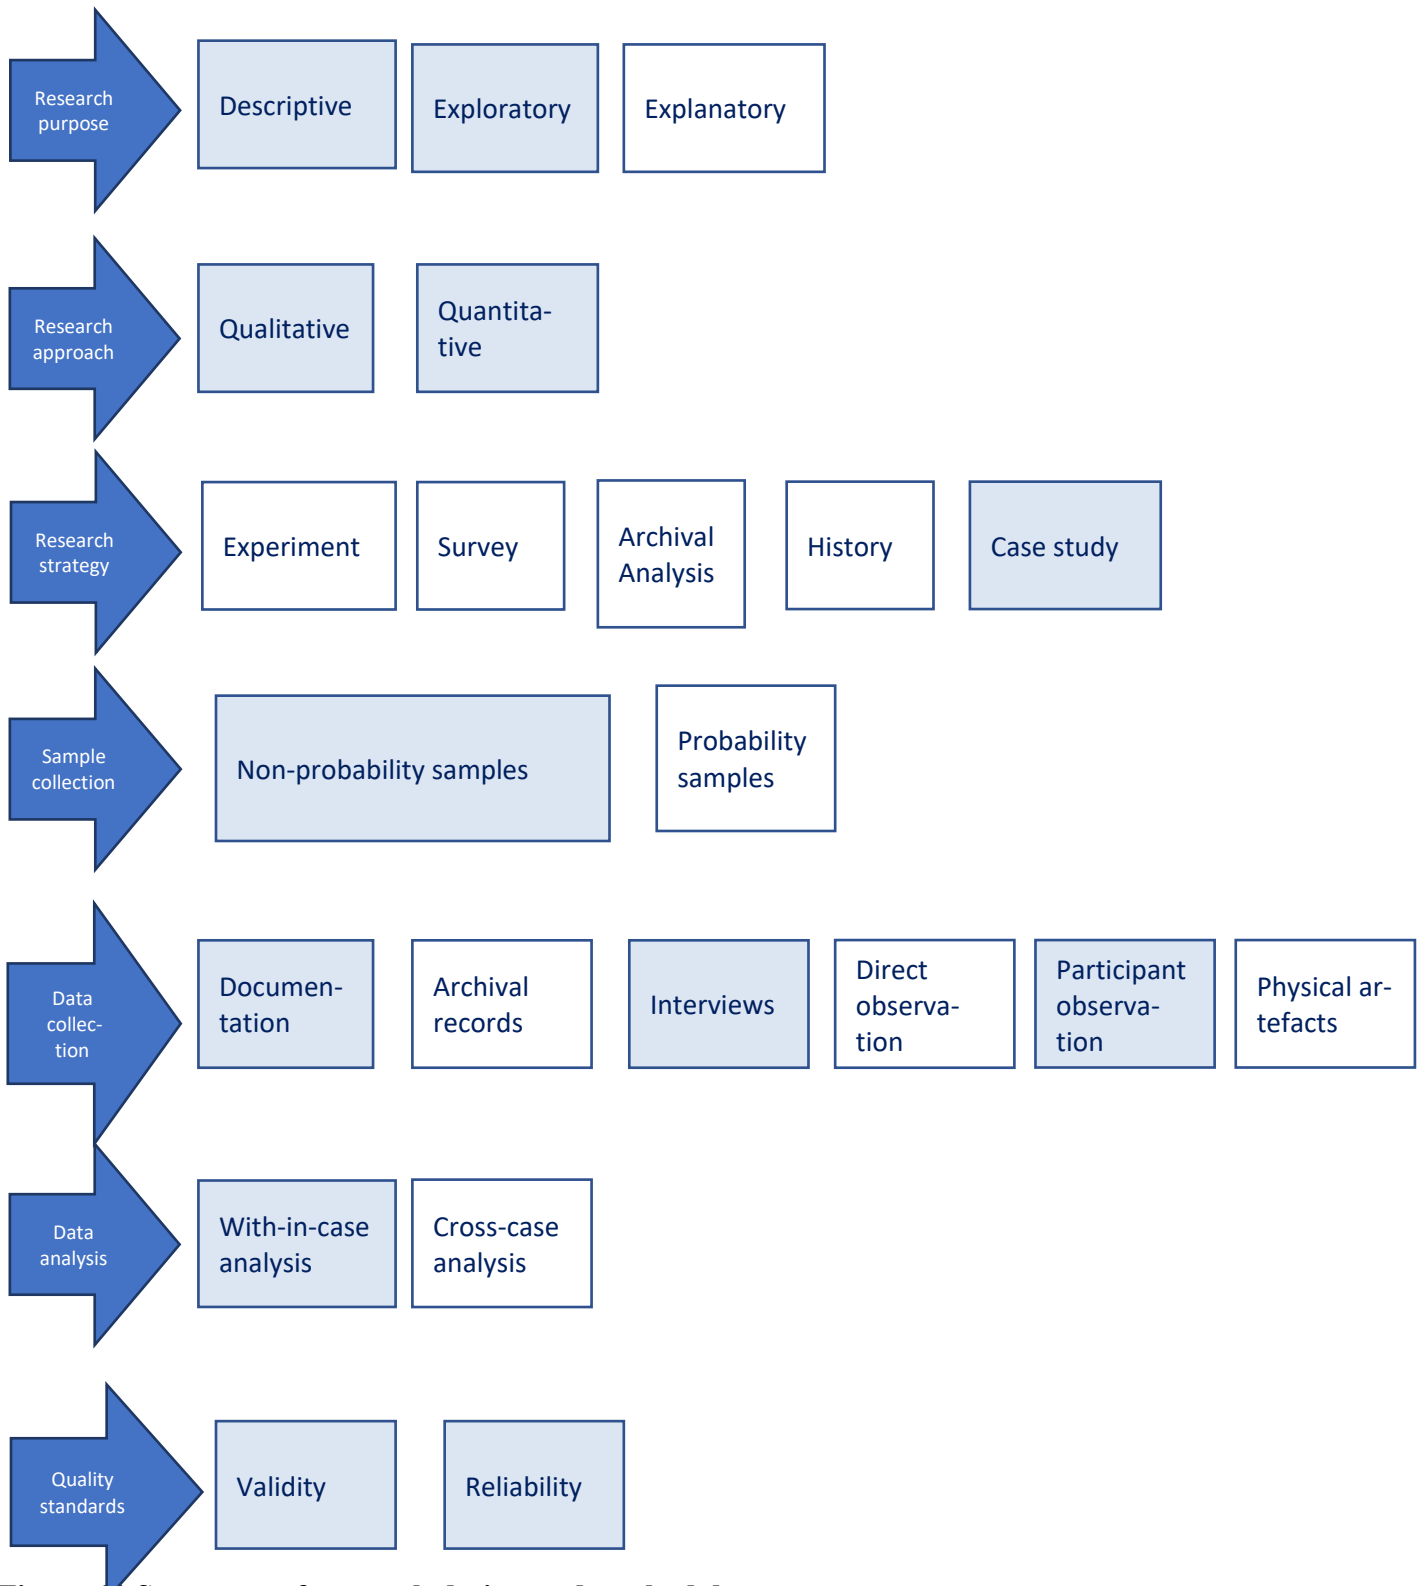 Research
purpose
Descriptive
Exploratory
Explanatory
Research
approach
Qualitative
Quantita-
tive
Research
strategy
Experiment
Survey
Archival
Analysis
History
Case study
Sample
collection
Non-probability samples
Probability
samples
Data
collec-
tion
Documen-
tation
Archival
records
Interviews
Direct
observa-
tion
Participant
observa-
tion
Physical ar-
tefacts
Data
analysis
With-in-case
analysis
Cross-case
analysis
Quality
standards
Validity
Reliability